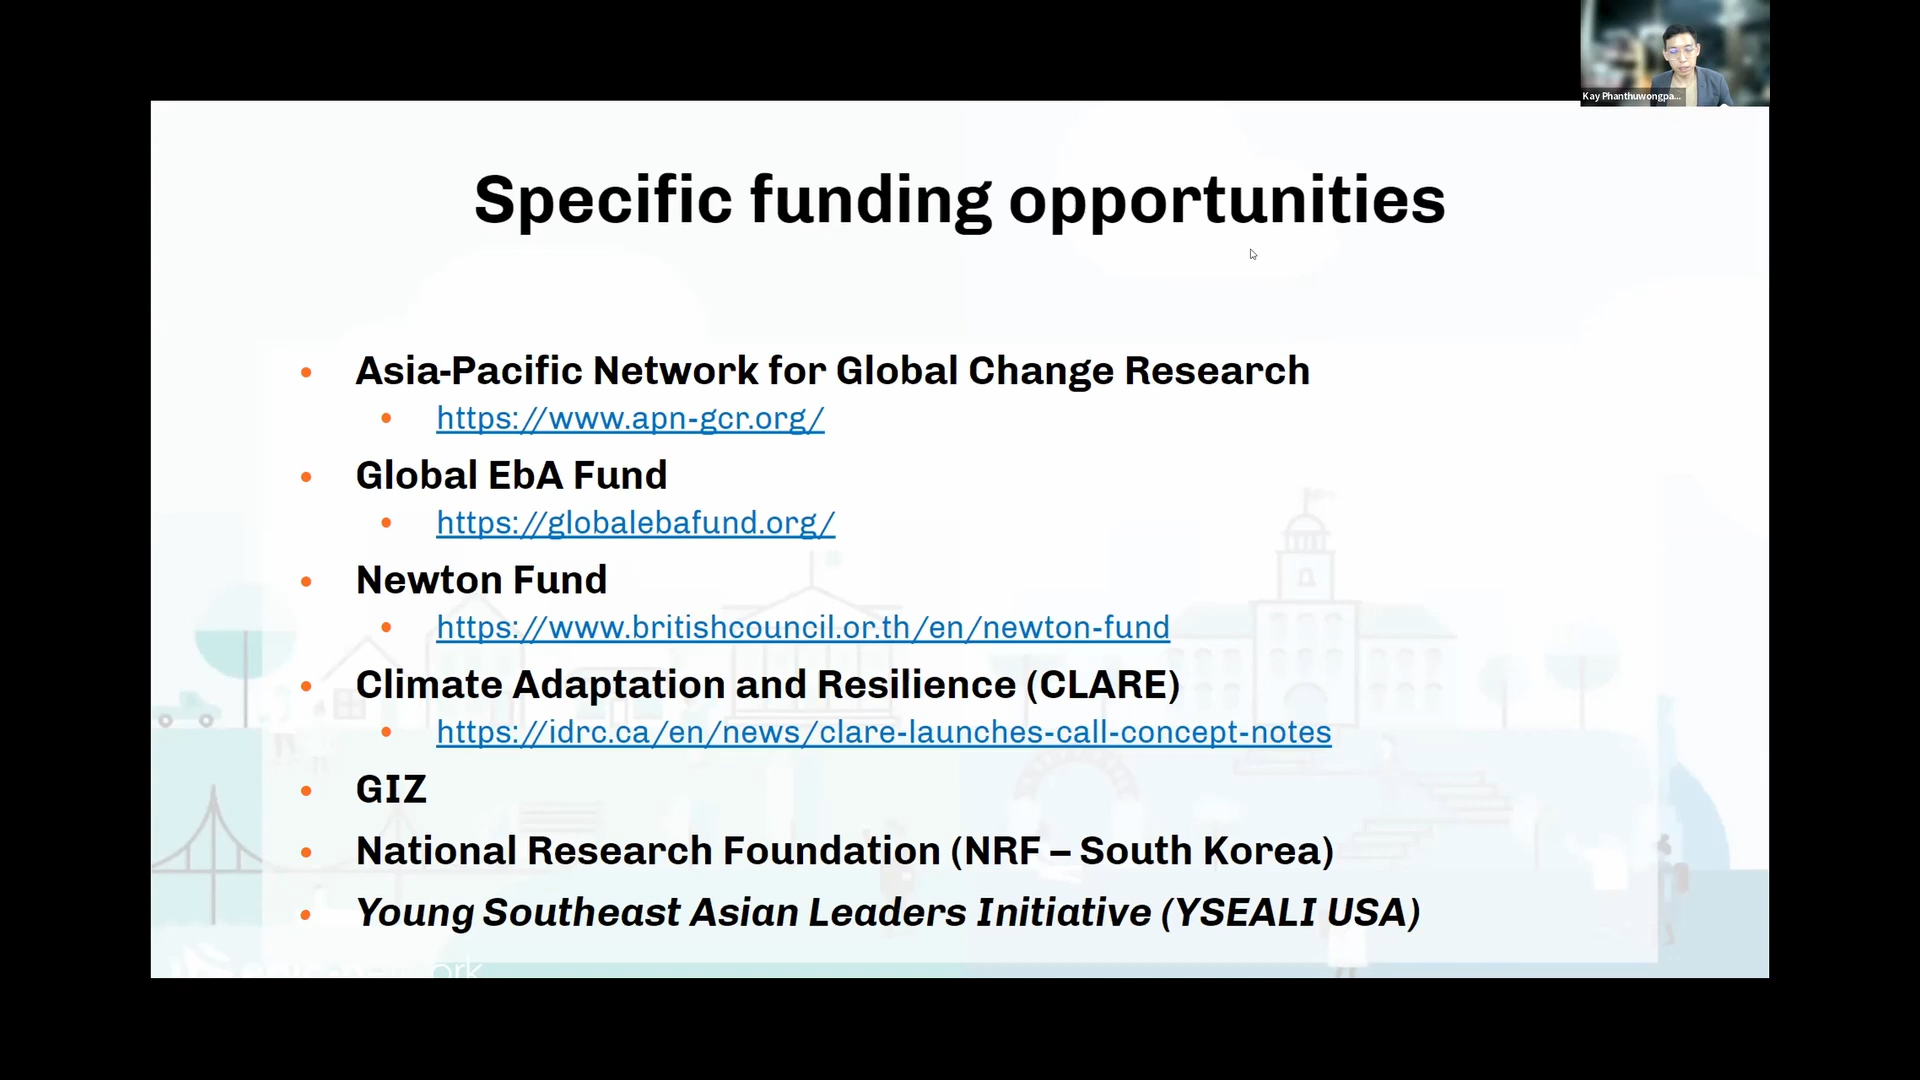 Kay Phanthuwongpa...
Specific funding opportunities
• Asia-Pacific Network for Global Change Research
• https://www.apn-gcr.org/
• Global EbA Fund
• https://globalebafund.org/
• Newton Fund
• https://www.britishcouncil.or.th/en/newton-fund
• Climate Adaptation and Resilience (CLARE)
• https://idrc.ca/en/news/clare-launches-call-concept-notes
• GIZ
• National Research Foundation (NRF – South Korea)
• Young Southeast Asian Leaders Initiative (YSEALI USA)